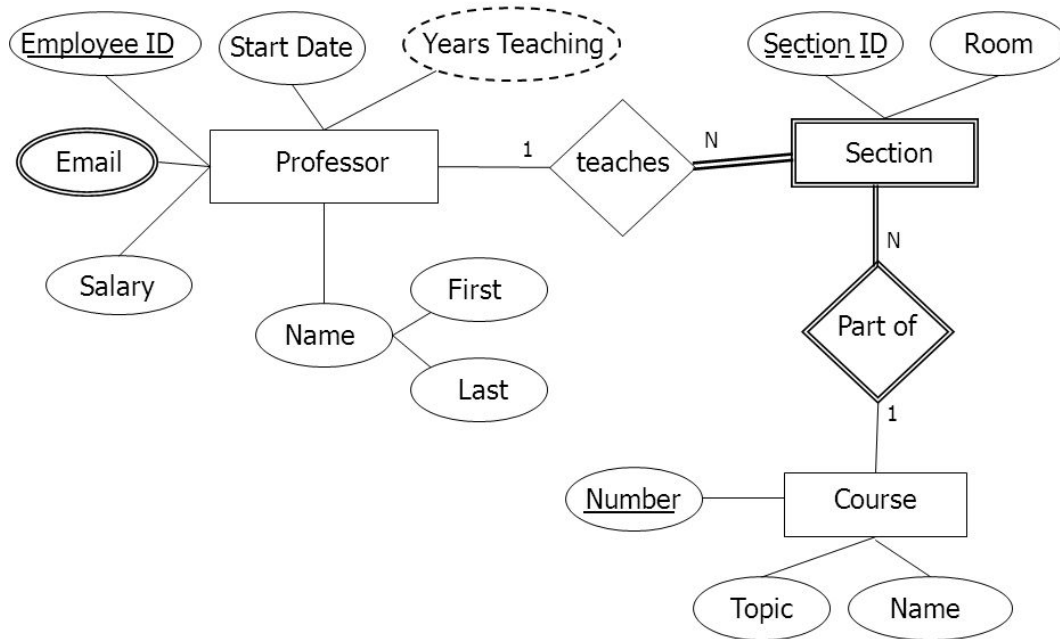 Employee ID
Start Date
Years Teaching
Section ID
Room
Email
Professor
1
teaches
N
Section
Salary
Name
First
Last
N
Part of
1
Number
Course
Topic
Name